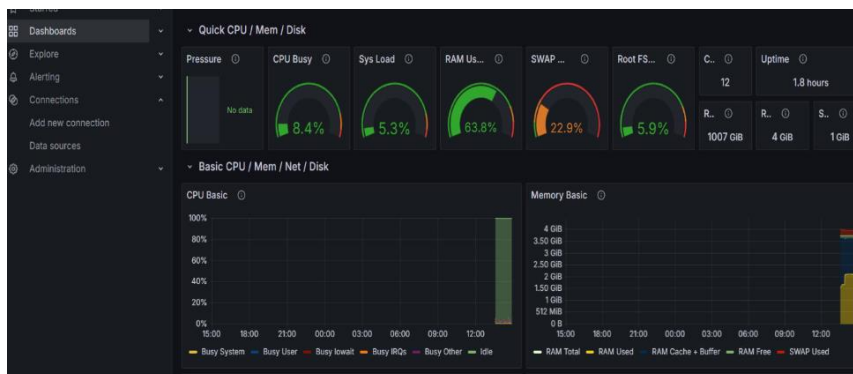 Dashboards
Explore
Alerting
Connections
Add new connection
Data sources
Administration
Quick CPU / Mem / Disk
Pressure
No data
CPU Busy
8.4%
Sys Load
5.3%
RAM Us...
63.8%
SWAP ...
22.9%
Root FS...
5.9%
C..
12
Uptime
1.8 hours
R..
1007 GiB
R..
4 GiB
S..
1 GiB
Basic CPU / Mem / Net / Disk
CPU Basic
100%
80%
60%
40%
20%
0%
15:00 18:00 21:00 00:00 03:00 06:00 09:00 12:00
Busy System Busy User Busy Iowait Busy IRQs Busy Other Idle
Memory Basic
4 GiB
3.50 GiB
3 GiB
2.50 GiB
2 GiB
1.50 GiB
1 GiB
512 MiB
0 B
15:00 18:00 21:00 00:00 03:00 06:00 09:00 12:00
RAM Total RAM Used RAM Cache + Buffer RAM Free SWAP Used